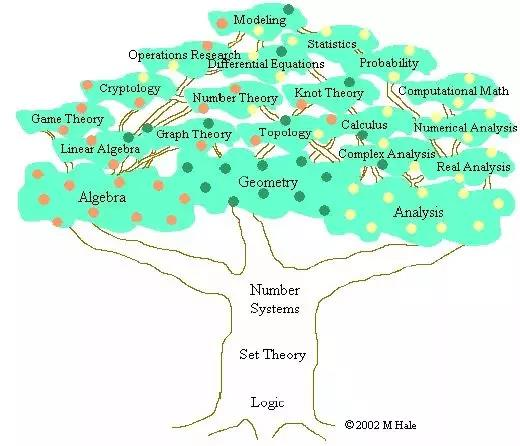 Modeling
Statistics
Operations Research
Differential Equations
Probability
Cryptology
Number Theory
Knot Theory
Computational Math
Game Theory
Graph Theory
Topology
Calculus
Numerical Analysis
Linear Algebra
Complex Analysis
Real Analysis
Algebra
Geometry
Analysis
Number
Systems
Set Theory
Logic
©2002 M Hale